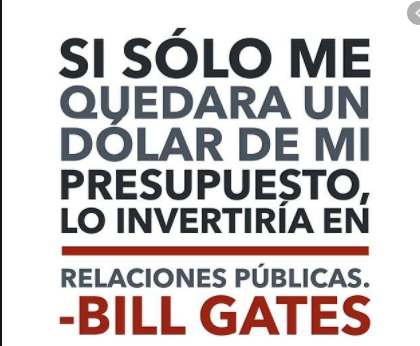 SI SÓLO ME
QUEDARA UN
DÓLAR DE MI
PRESUPUESTO,
LO INVERTIRÍA EN
RELACIONES PÚBLICAS.
-BILL GATES